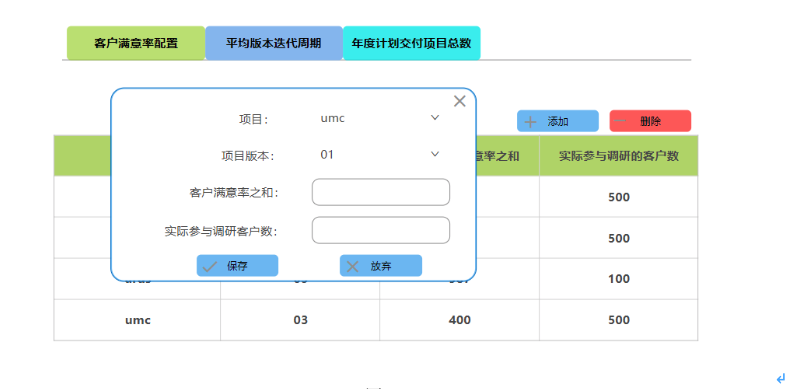 客户满意率配置 平均版本迭代周期 年度计划交付项目总数
项目： umc
添加 删除
项目版本： 01
意率之和 实际参与调研的客户数
客户满意率之和：
500
实际参与调研客户数：
500
保存 放弃
100
umc 03 400 500